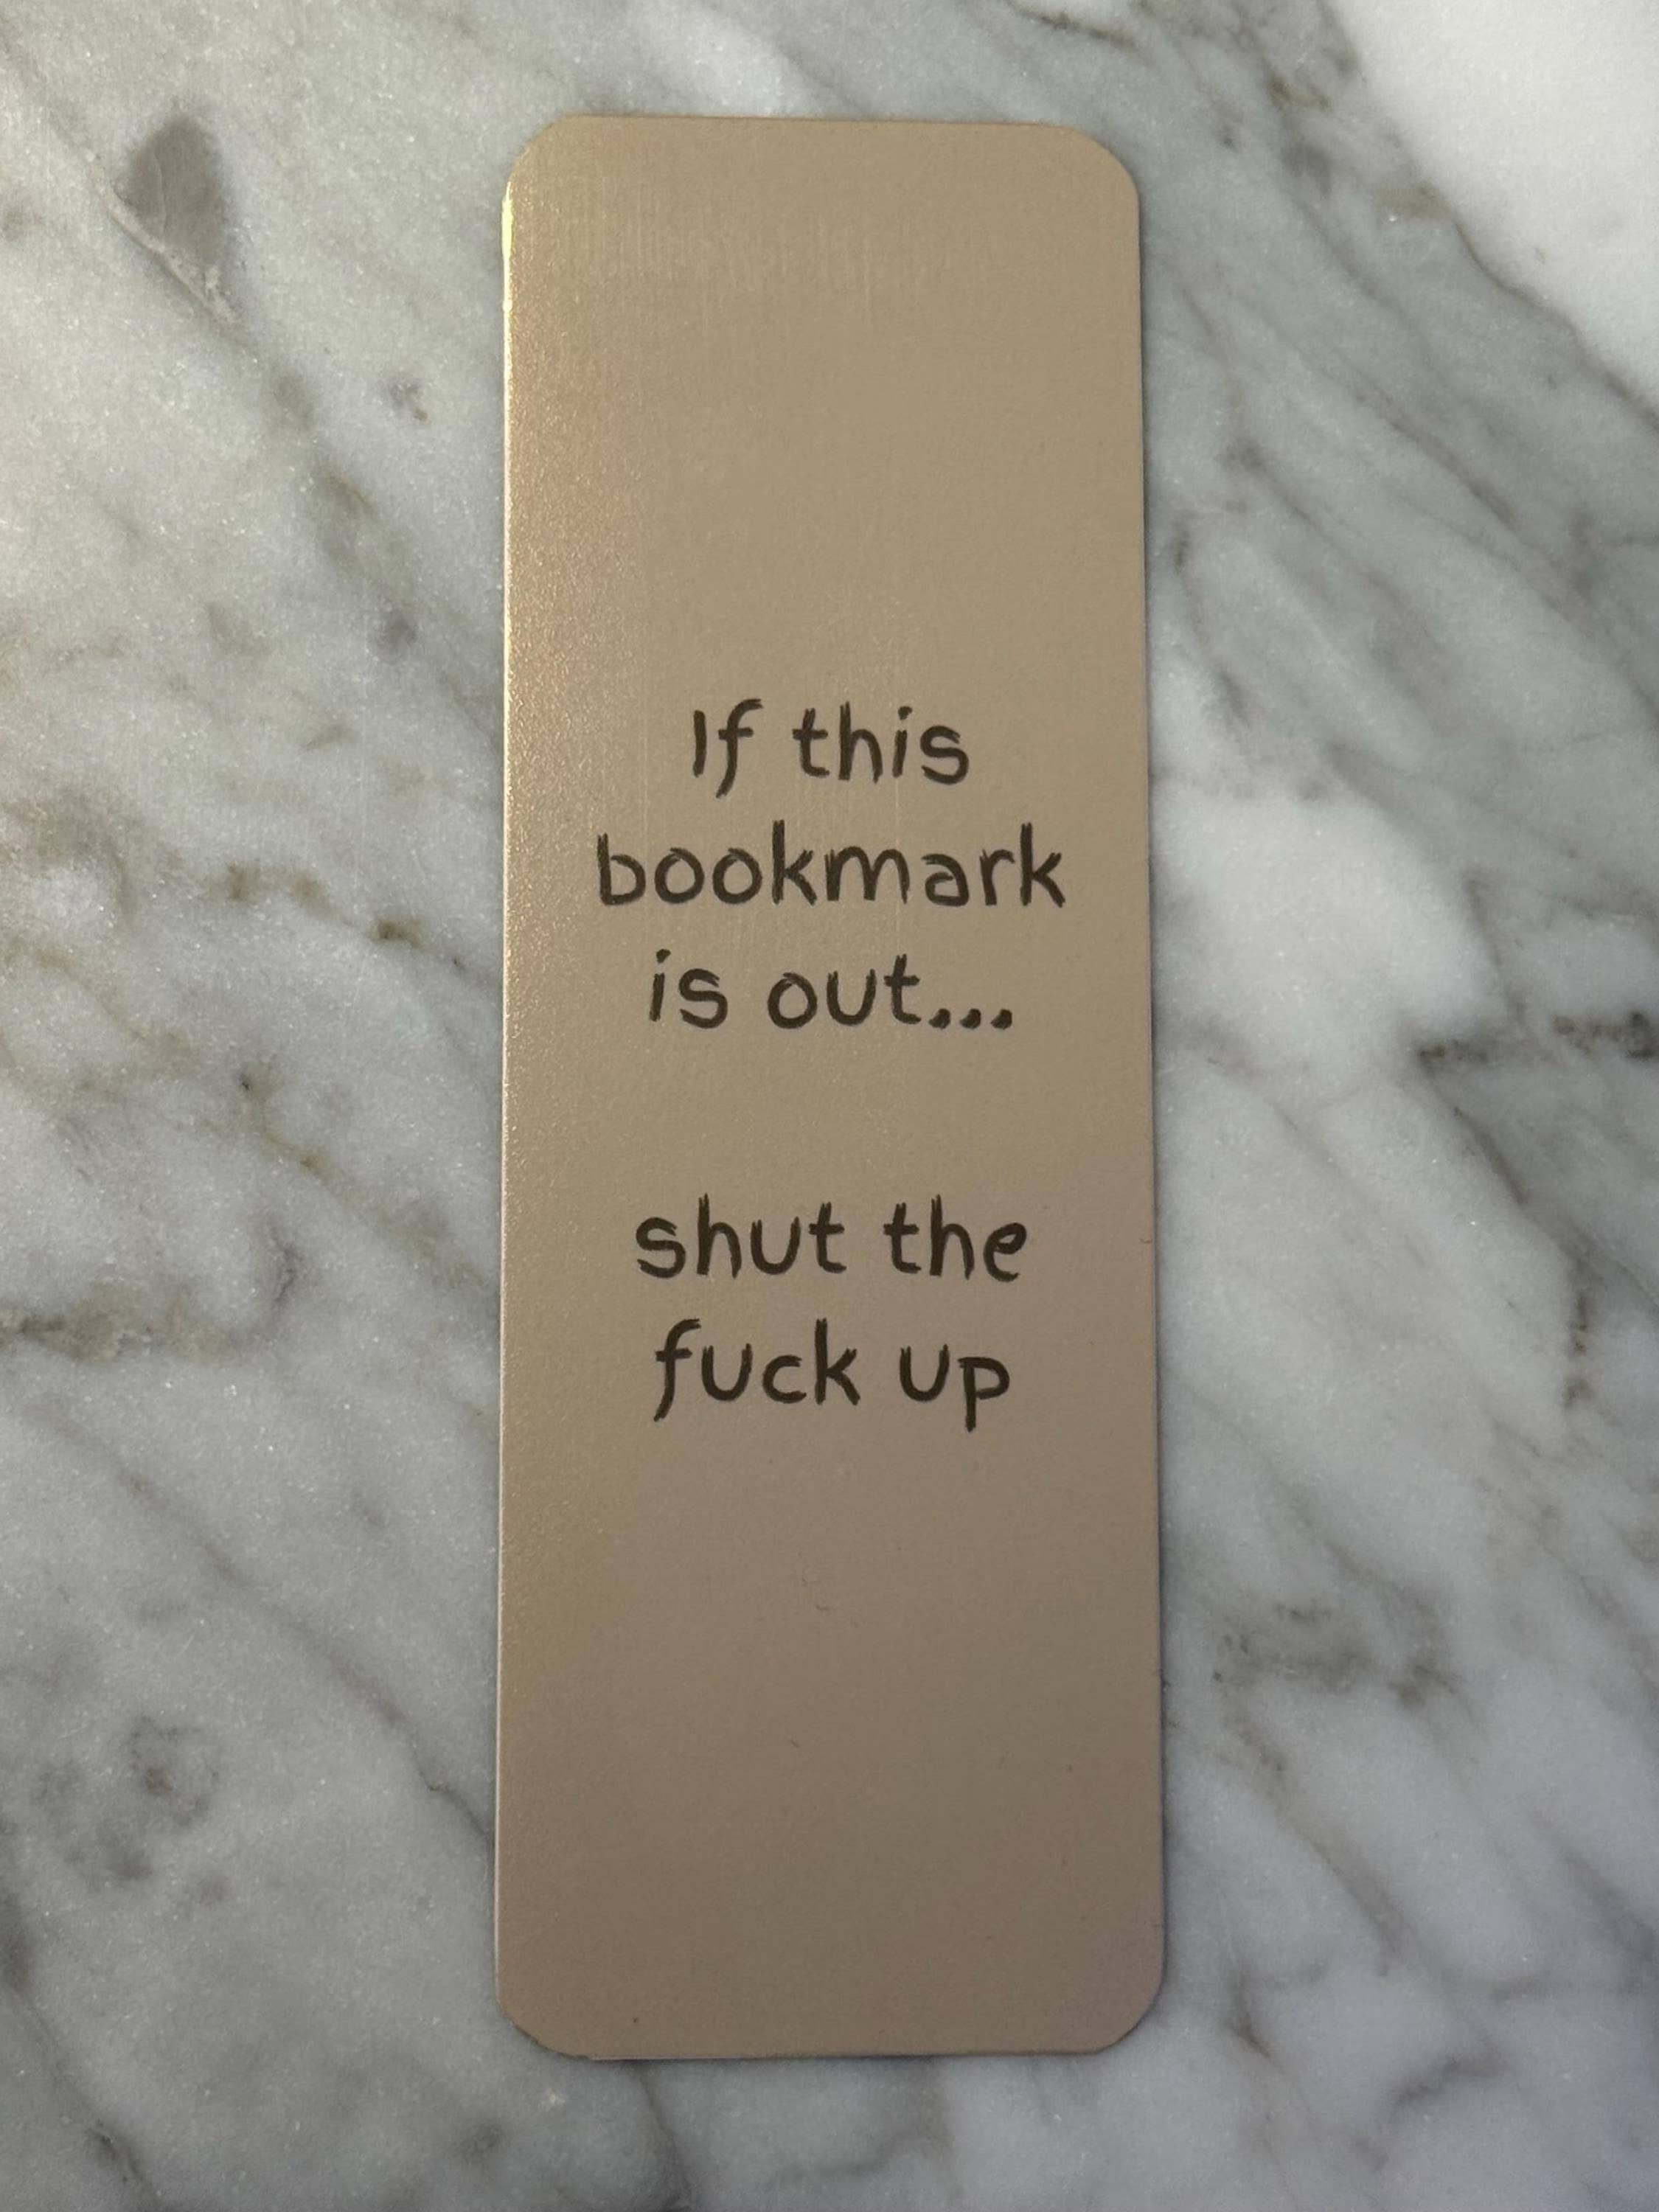 If this
bookmark
is out...
shut the
fuck up